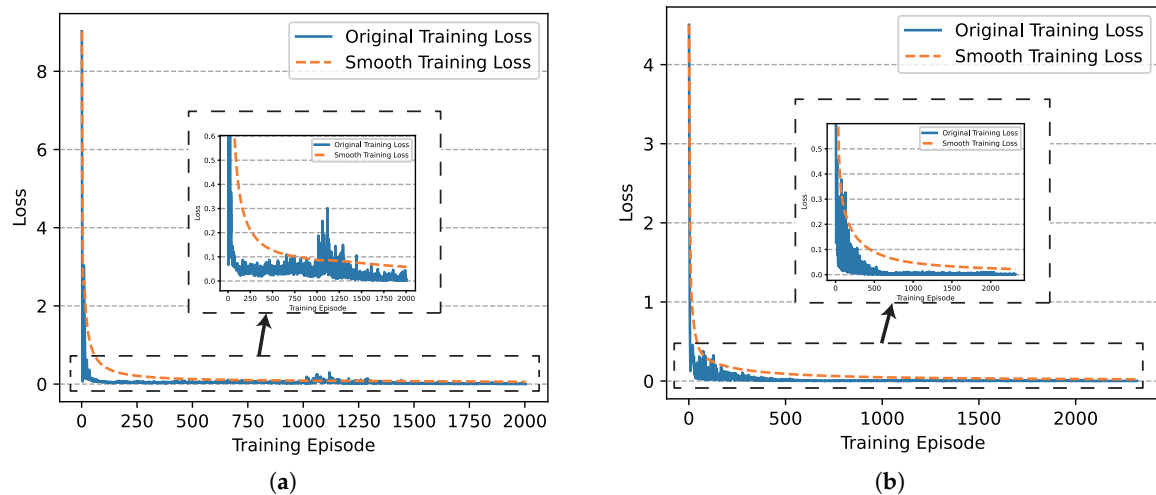 Original Training Loss
Smooth Training Loss
8
6
4
2
0
Loss
0 250 500 750 1000 1250 1500 1750 2000
Training Episode
Original Training Loss
Smooth Training Loss
0.6
0.5
0.4
0.3
0.2
0.1
0.0
Loss
0 250 500 750 1000 1250 1500 1750 2000
Training Episode
(a)
Original Training Loss
Smooth Training Loss
4
3
2
1
0
Loss
0 500 1000 1500 2000
Training Episode
Original Training Loss
Smooth Training Loss
0.5
0.4
0.3
0.2
0.1
0.0
Loss
0 500 1000 1500 2000
Training Episode
(b)